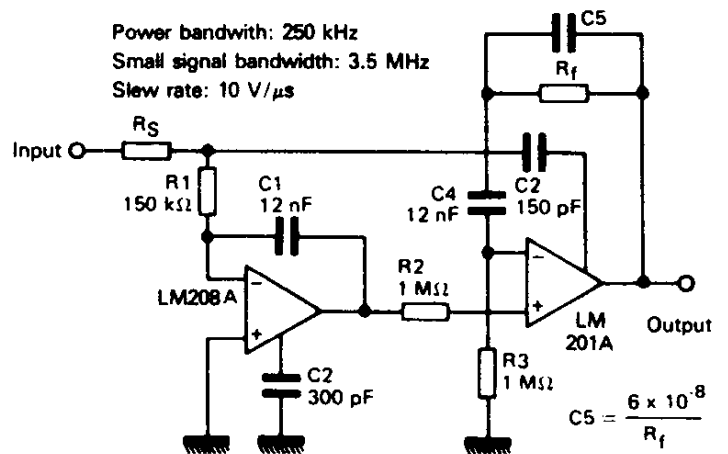 Power bandwith: 250 kHz
Small signal bandwidth: 3.5 MHz
Slew rate: 10 V/μs
C5
Rf
RS
Input
R1
150 kΩ
C1
12 nF
C4
12 nF
C2
150 pF
R2
1 MΩ
LM208A
−
+
−
+
LM
201A
Output
C2
300 pF
R3
1 MΩ
C5 = 6 × 10⁻⁸ / Rf